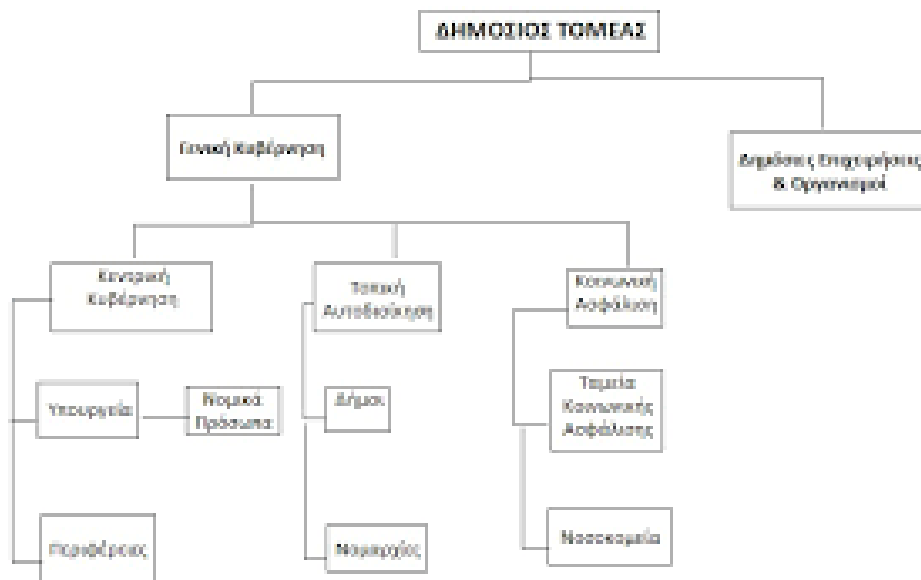 ΔΗΜΟΣΙΟΣ ΤΟΜΕΑΣ
Γενική Κυβέρνηση
Δημόσιες Επιχειρήσεις
& Οργανισμοί
Κεντρική
Κυβέρνηση
Τοπική
Αυτοδιοίκηση
Κοινωνική
Ασφάλιση
Υπουργεία
Νομικά
Πρόσωπα
Δήμοι
Ταμεία
Κοινωνικής
Ασφάλισης
Περιφέρειες
Νομαρχίες
Νοσοκομεία